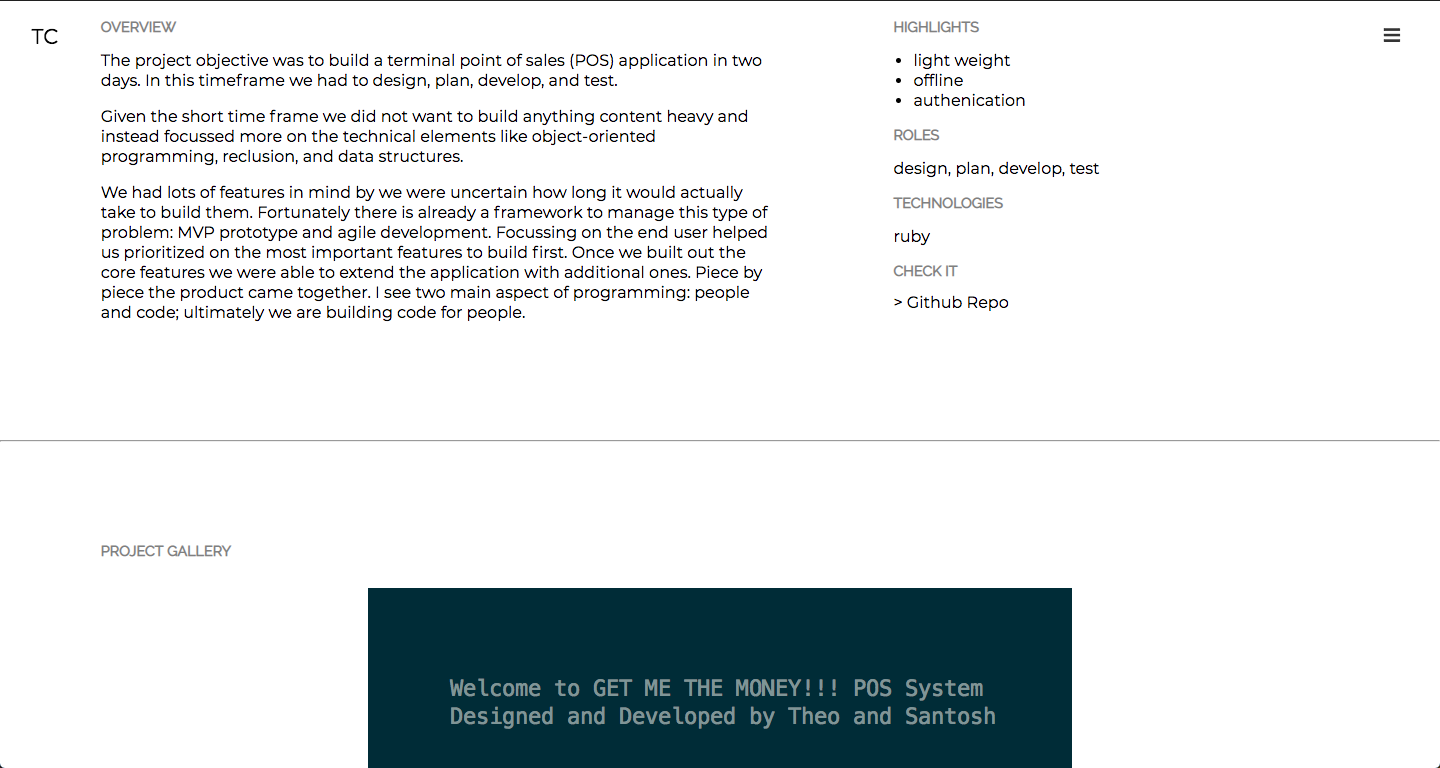 TC
OVERVIEW
The project objective was to build a terminal point of sales (POS) application in two
days. In this timeframe we had to design, plan, develop, and test.
Given the short time frame we did not want to build anything content heavy and
instead focussed more on the technical elements like object-oriented
programming, reclusion, and data structures.
We had lots of features in mind by we were uncertain how long it would actually
take to build them. Fortunately there is already a framework to manage this type of
problem: MVP prototype and agile development. Focussing on the end user helped
us prioritized on the most important features to build first. Once we built out the
core features we were able to extend the application with additional ones. Piece by
piece the product came together. I see two main aspect of programming: people
and code; ultimately we are building code for people.
HIGHLIGHTS
• light weight
• offline
• authenication
ROLES
design, plan, develop, test
TECHNOLOGIES
ruby
CHECK IT
> Github Repo
PROJECT GALLERY
Welcome to GET ME THE MONEY!!! POS System
Designed and Developed by Theo and Santosh